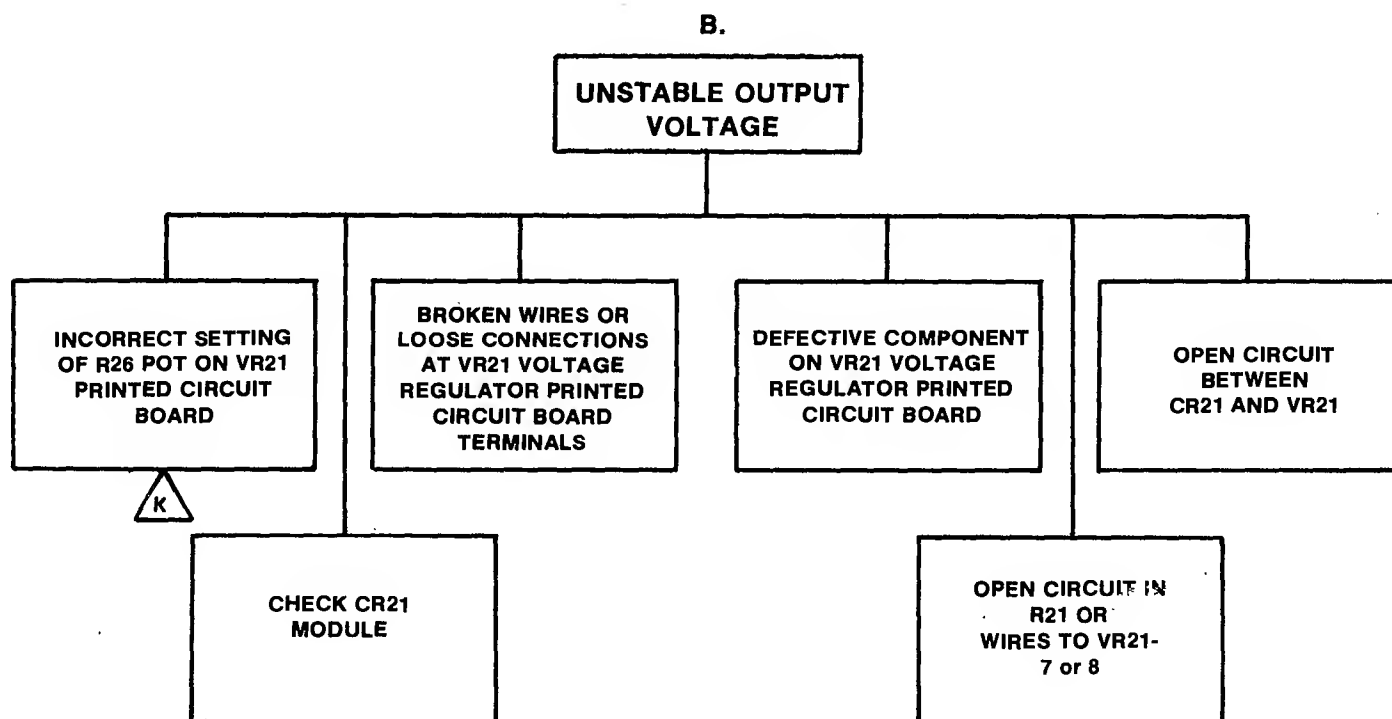 B.
UNSTABLE OUTPUT
VOLTAGE
INCORRECT SETTING
OF R26 POT ON VR21
PRINTED CIRCUIT
BOARD
K
BROKEN WIRES OR
LOOSE CONNECTIONS
AT VR21 VOLTAGE
REGULATOR PRINTED
CIRCUIT BOARD
TERMINALS
DEFECTIVE COMPONENT
ON VR21 VOLTAGE
REGULATOR PRINTED
CIRCUIT BOARD
OPEN CIRCUIT
BETWEEN
CR21 AND VR21
CHECK CR21
MODULE
OPEN CIRCUIT IN
R21 OR
WIRES TO VR21-
7 or 8